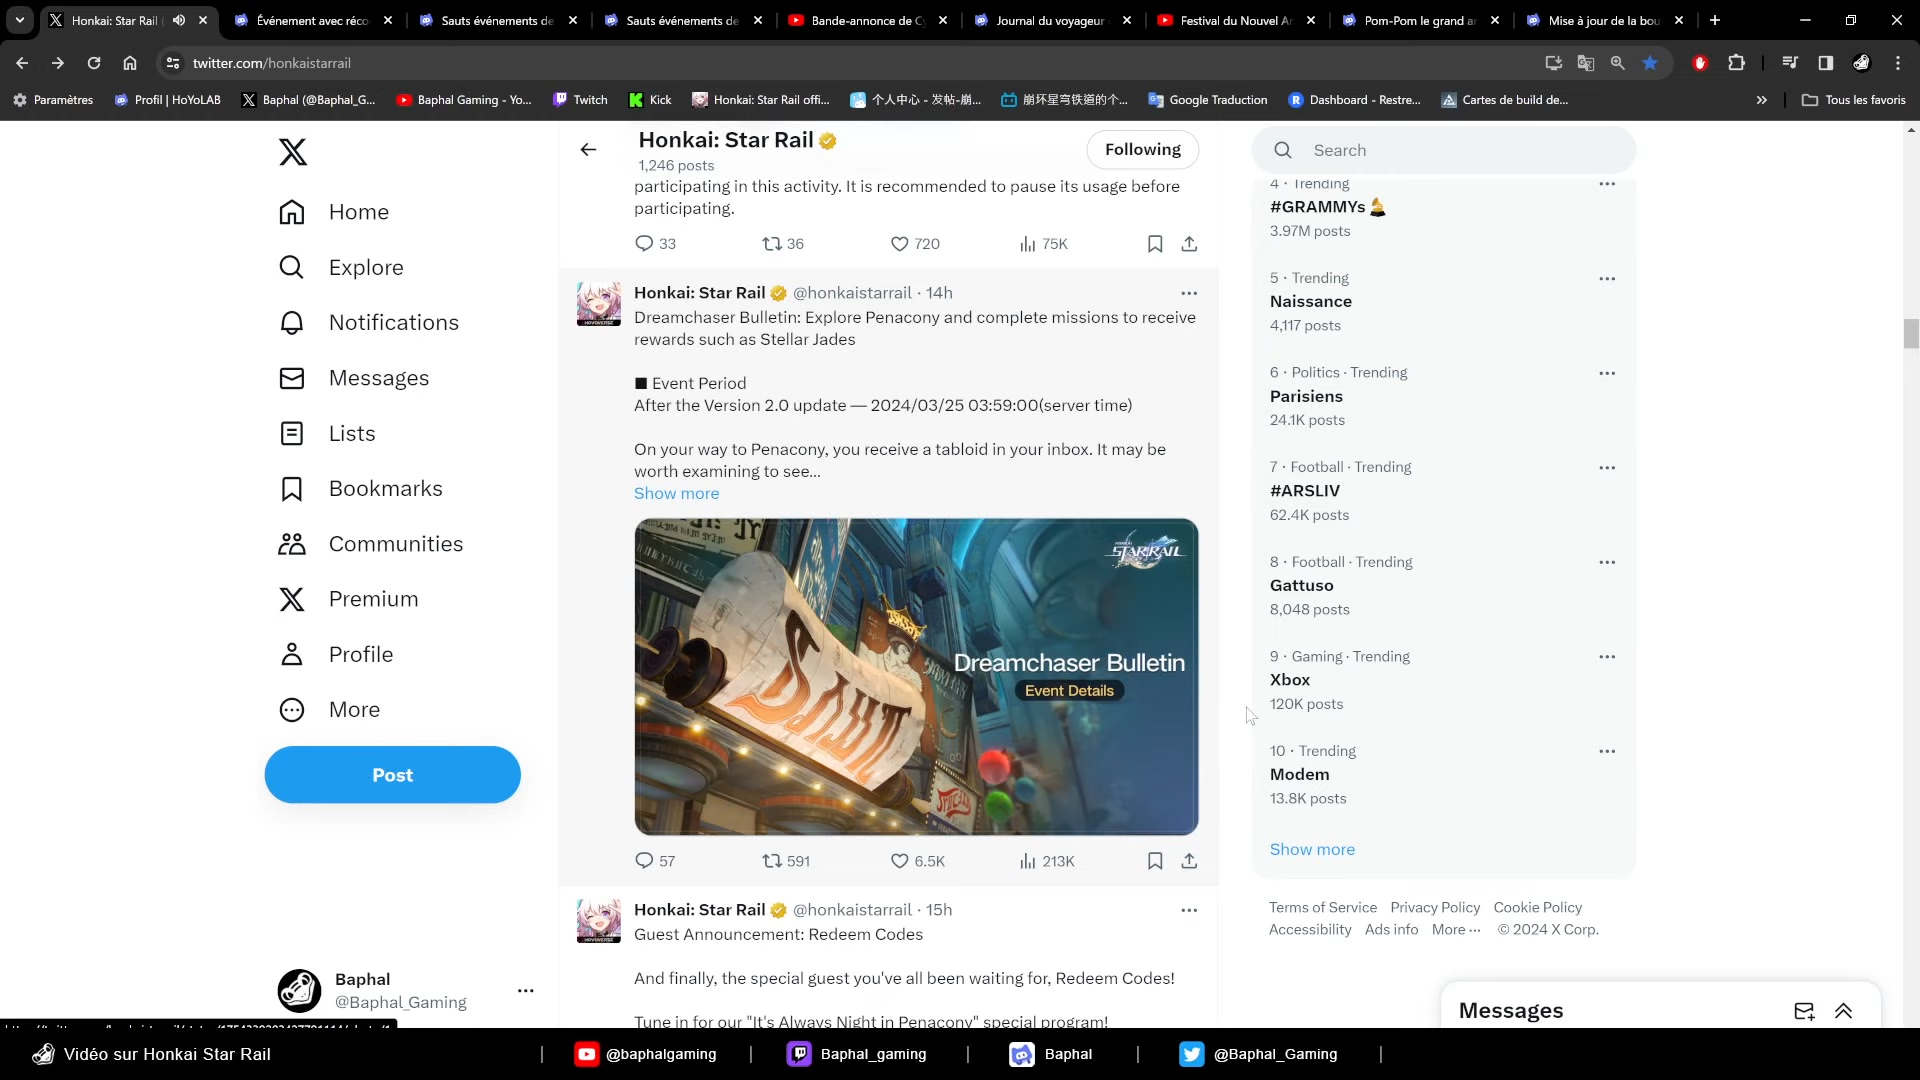 Honkai: Star Rail
Événement avec réco
Sauts événements de
Sauts événements de
Bande-annonce de C
Journal du voyageur
Festival du Nouvel A
Pom-Pom le grand a
Mise à jour de la bou
twitter.com/honkaistarrail
Paramètres
Profil | HoYoLAB
Baphal (@Baphal_G...
Baphal Gaming - Yo...
Twitch
Kick
Honkai: Star Rail offi...
个人中心 - 发帖-崩...
崩坏星穹铁道的个...
Google Traduction
Dashboard - Restre...
Cartes de build de...
Tous les favoris
Home
Explore
Notifications
Messages
Lists
Bookmarks
Communities
Premium
Profile
More
Post
Baphal
@Baphal_Gaming
Honkai: Star Rail
1,246 posts
Following
participating in this activity. It is recommended to pause its usage before
participating.
33 36 720 75K
Honkai: Star Rail @honkaistarrail · 14h
Dreamchaser Bulletin: Explore Penacony and complete missions to receive
rewards such as Stellar Jades
■ Event Period
After the Version 2.0 update — 2024/03/25 03:59:00(server time)
On your way to Penacony, you receive a tabloid in your inbox. It may be
worth examining to see...
Show more
HONKAI
STAR RAIL
Dreamchaser Bulletin
Event Details
57 591 6.5K 213K
Honkai: Star Rail @honkaistarrail · 15h
Guest Announcement: Redeem Codes
And finally, the special guest you've all been waiting for, Redeem Codes!
Tune in for our "It's Always Night in Penacony" special program!
Search
4 · Trending
#GRAMMYs
3.97M posts
5 · Trending
Naissance
4,117 posts
6 · Politics · Trending
Parisiens
24.1K posts
7 · Football · Trending
#ARSLIV
62.4K posts
8 · Football · Trending
Gattuso
8,048 posts
9 · Gaming · Trending
Xbox
120K posts
10 · Trending
Modem
13.8K posts
Show more
Terms of Service Privacy Policy Cookie Policy
Accessibility Ads info More ··· © 2024 X Corp.
Messages
Vidéo sur Honkai Star Rail | @baphalgaming | Baphal_gaming | Baphal | @Baphal_Gaming |